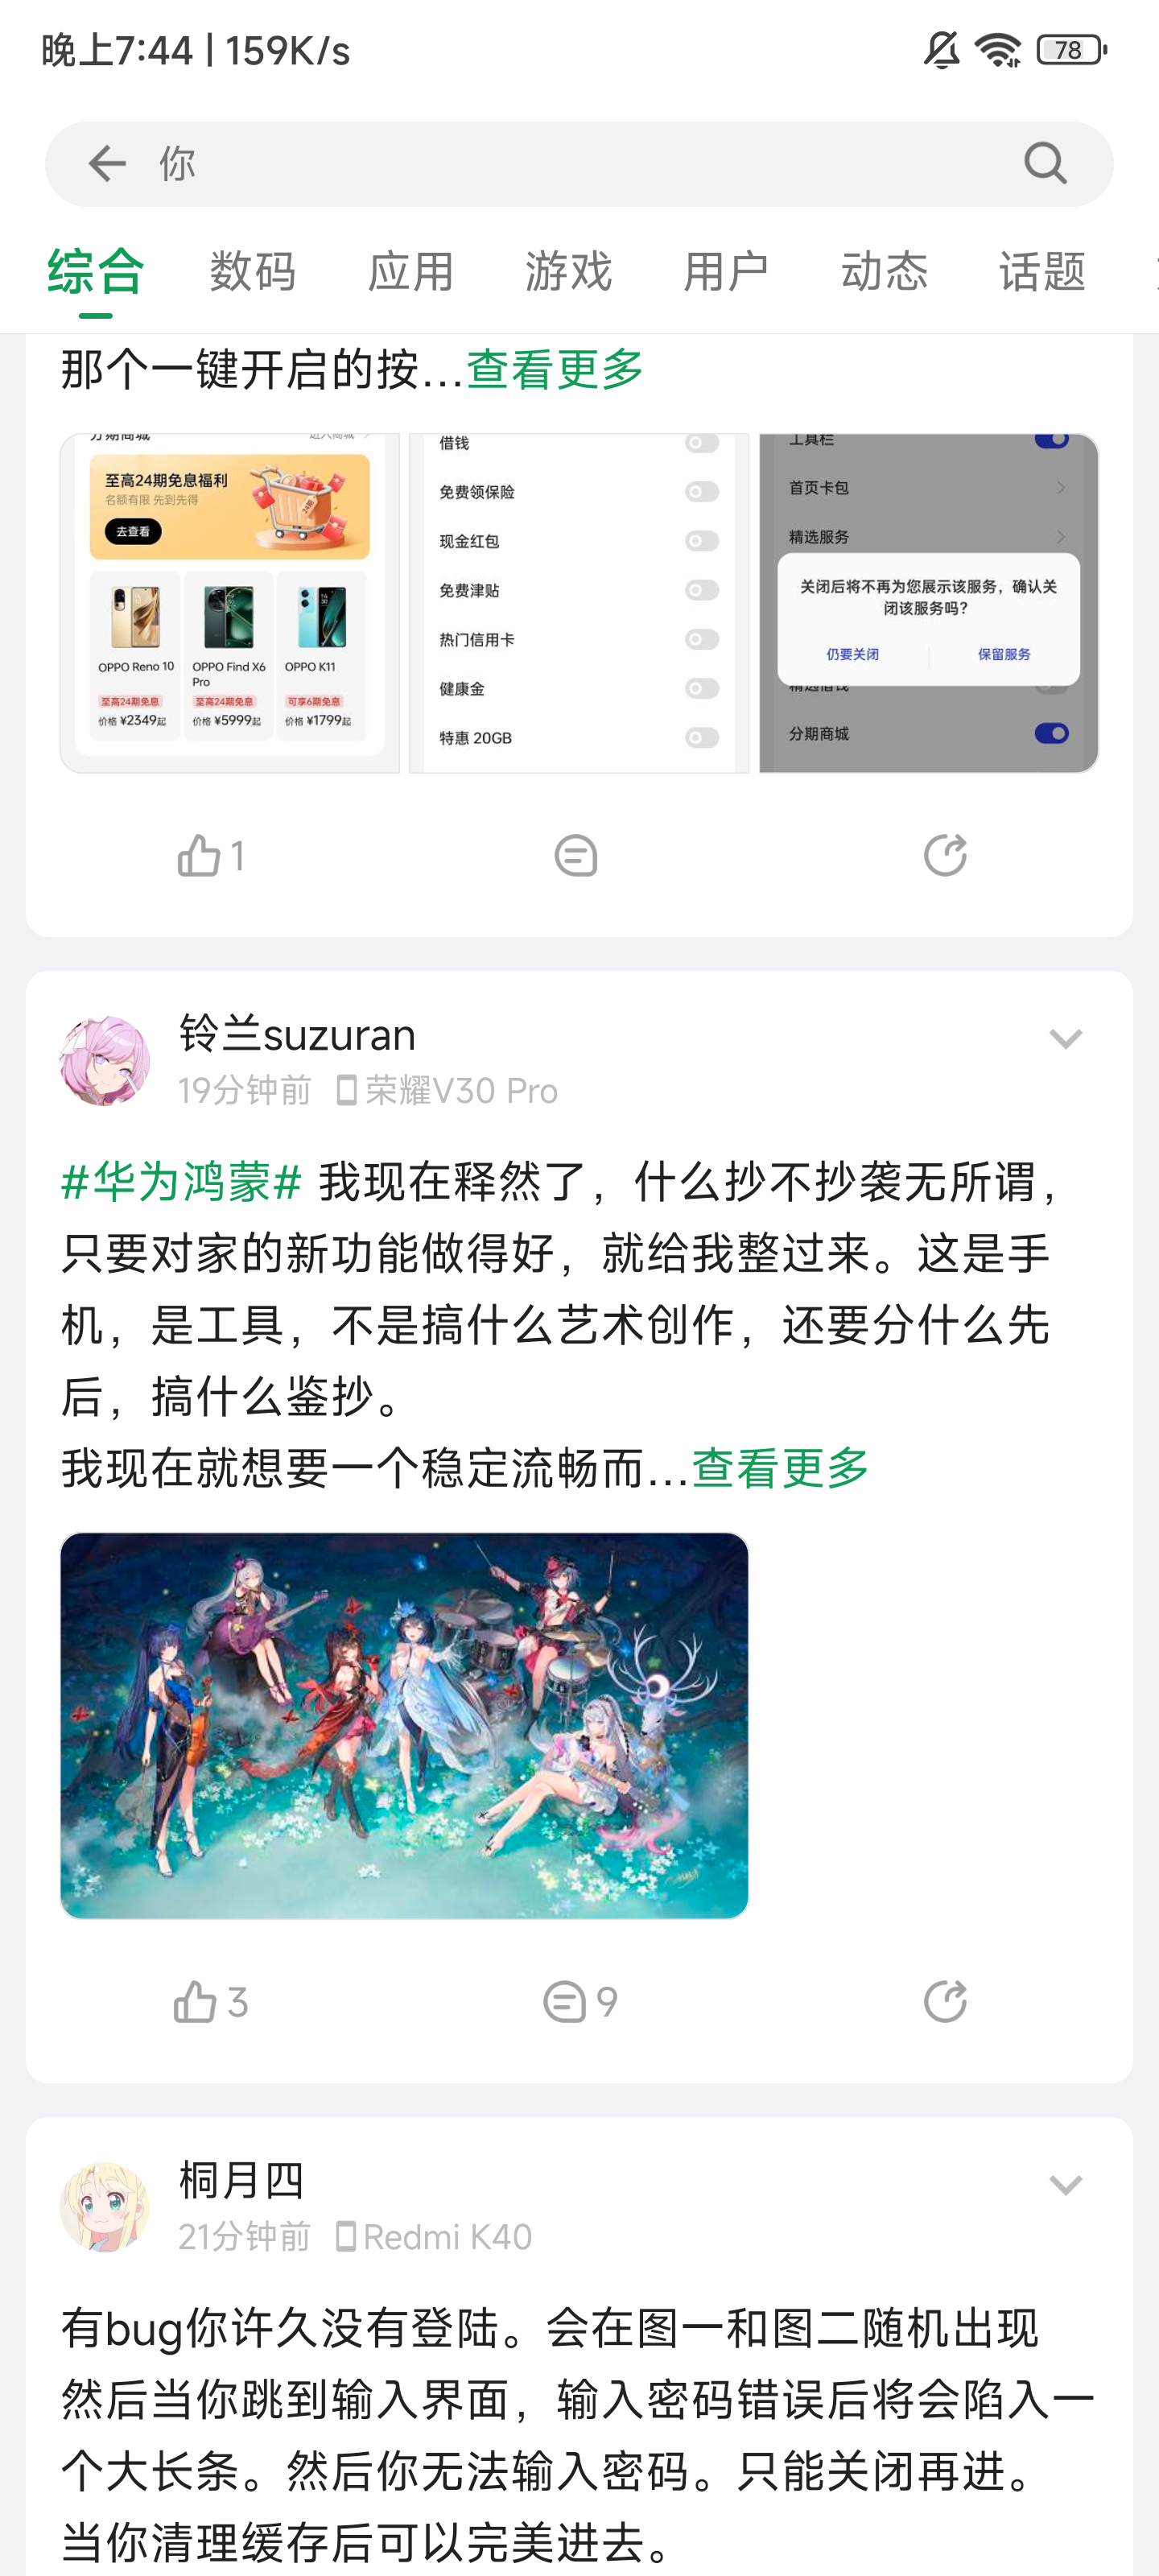 晚上7:44 | 159K/s
78
你
综合 数码 应用 游戏 用户 动态 话题
那个一键开启的按...查看更多
分期商城 进入商城
至高24期免息福利
名额有限 先到先得
去查看
24期
OPPO Reno 10
至高24期免息
价格 ¥2349起
OPPO Find X6
Pro
至高24期免息
价格 ¥5999起
OPPO K11
可享6期免息
价格 ¥1799起
借钱
免费领保险
现金红包
免费津贴
热门信用卡
健康金
特惠 20GB
工具栏
首页卡包
精选服务
关闭后将不再为您展示该服务，确认关
闭该服务吗？
仍要关闭 保留服务
精选借钱
分期商城
1
铃兰suzuran
19分钟前 荣耀V30 Pro
#华为鸿蒙# 我现在释然了，什么抄不抄袭无所谓，
只要对家的新功能做得好，就给我整过来。这是手
机，是工具，不是搞什么艺术创作，还要分什么先
后，搞什么鉴抄。
我现在就想要一个稳定流畅而...查看更多
3 9
桐月四
21分钟前 Redmi K40
有bug你许久没有登陆。会在图一和图二随机出现
然后当你跳到输入界面，输入密码错误后将会陷入一
个大长条。然后你无法输入密码。只能关闭再进。
当你清理缓存后可以完美进去。